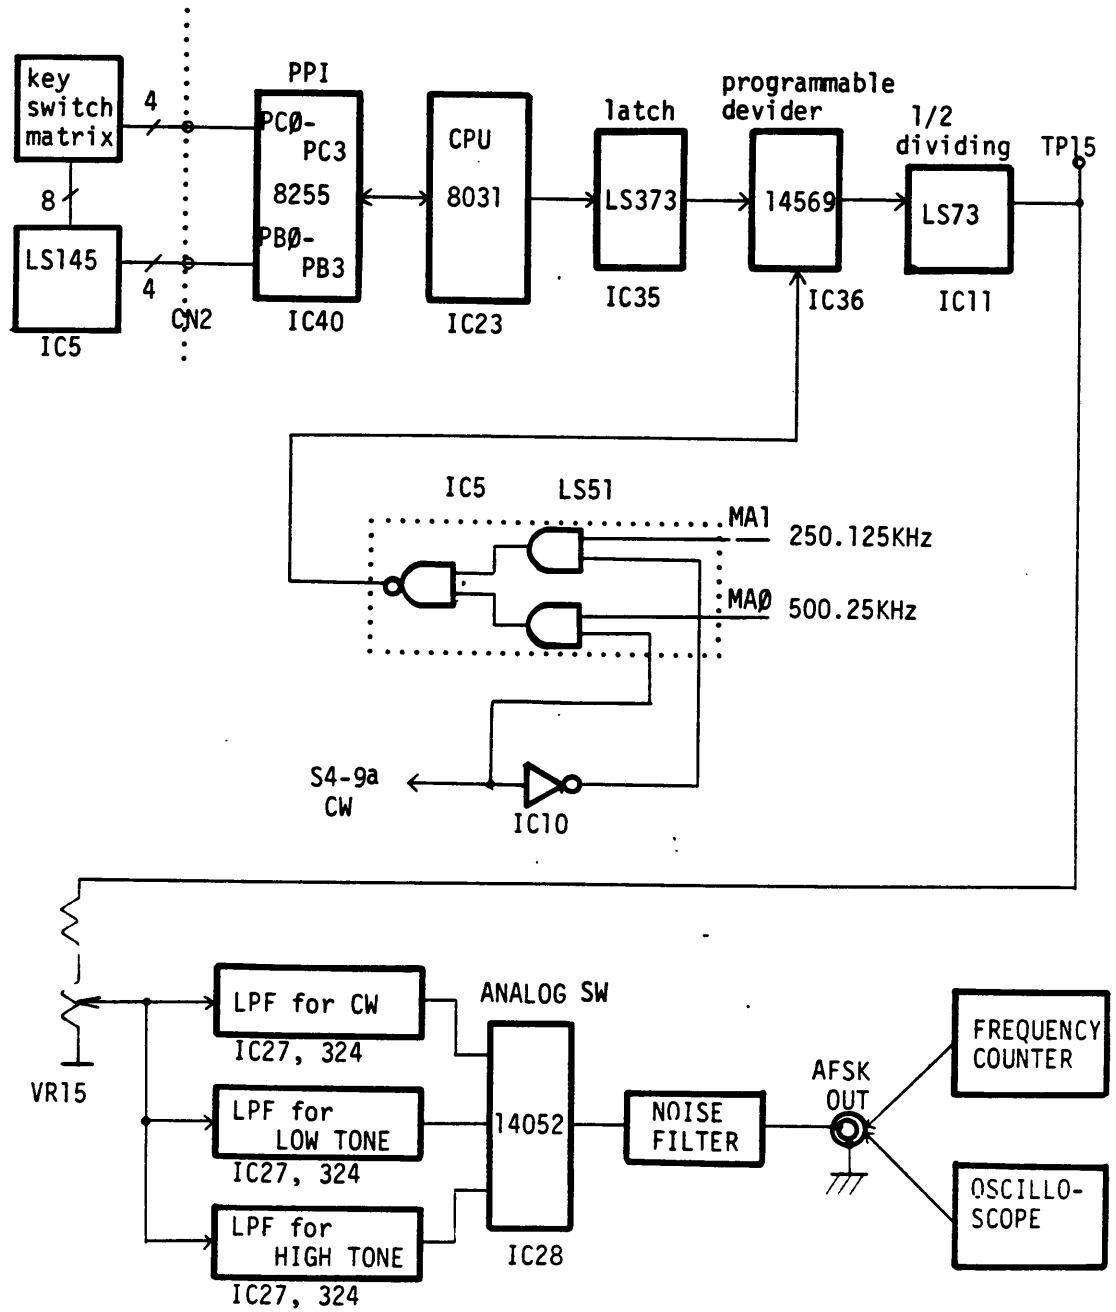 key
switch
matrix
4
8
LS145
4
IC5
CN2
PPI
PCØ-
PC3
8255
PBØ-
PB3
IC40
CPU
8031
IC23
latch
LS373
IC35
programmable
devider
14569
IC36
1/2
dividing
LS73
IC11
TP15
IC5
LS51
MA1
250.125KHz
MAØ
500.25KHz
S4-9a
CW
IC10
VR15
LPF for CW
IC27, 324
LPF for
LOW TONE
IC27, 324
LPF for
HIGH TONE
IC27, 324
ANALOG SW
14052
IC28
NOISE
FILTER
AFSK
OUT
FREQUENCY
COUNTER
OSCILLO-
SCOPE